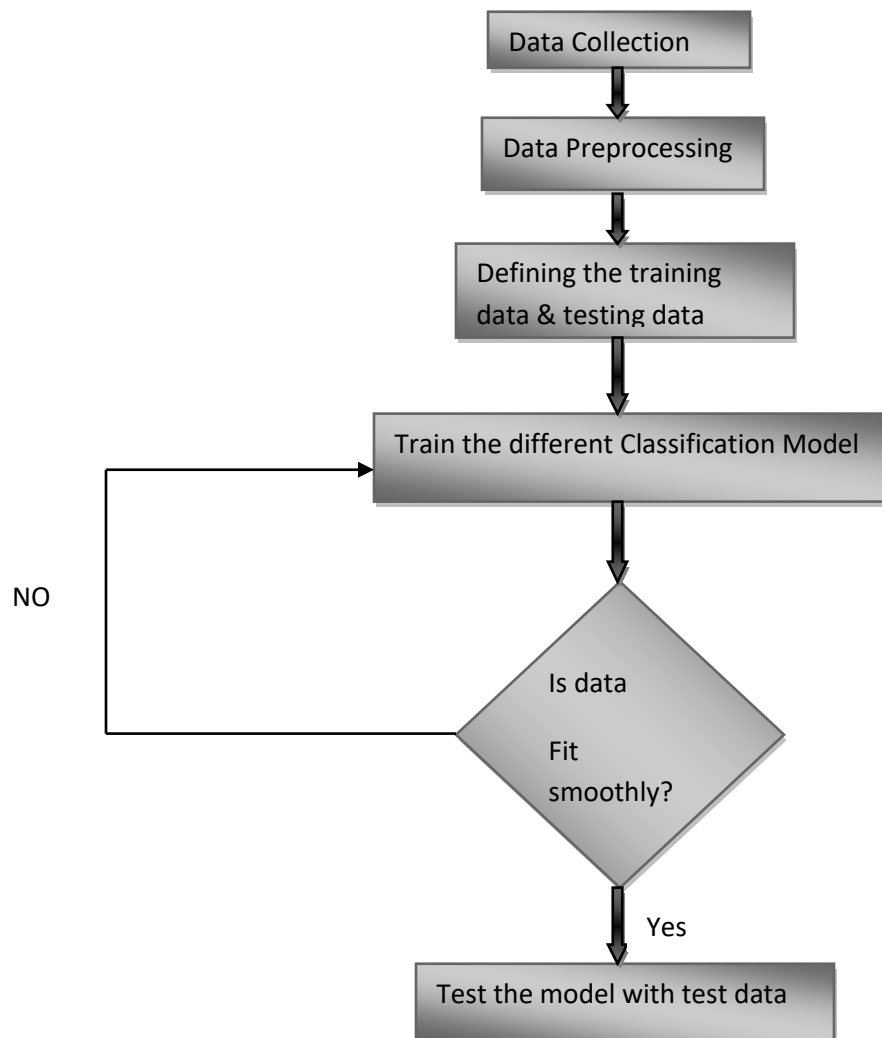 Data Collection
Data Preprocessing
Defining the training
data & testing data
Train the different Classification Model
NO
Is data
Fit
smoothly?
Yes
Test the model with test data